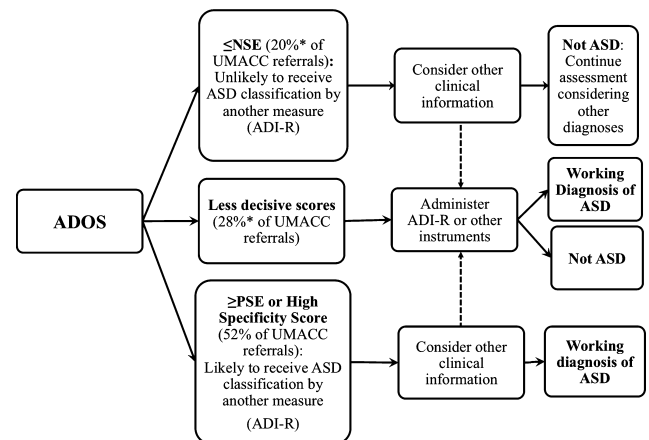 ADOS
≤NSE (20%* of
UMACC referrals):
Unlikely to receive
ASD classification by
another measure
(ADI-R)
Consider other
clinical
information
Not ASD:
Continue
assessment
considering
other
diagnoses
Less decisive scores
(28%* of UMACC
referrals)
Administer
ADI-R or other
instruments
Working
Diagnosis of
ASD
Not ASD
≥PSE or High
Specificity Score
(52% of UMACC
referrals):
Likely to receive ASD
classification by
another measure
(ADI-R)
Consider other
clinical
information
Working
diagnosis of
ASD